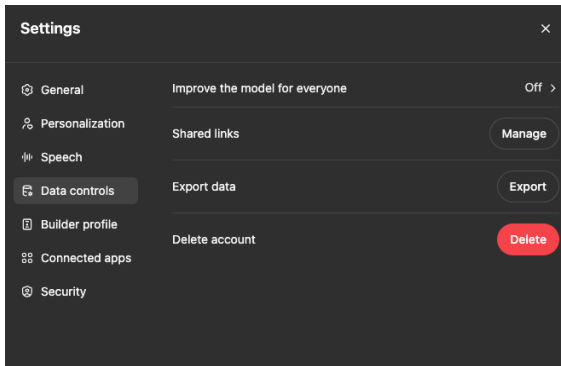 Settings
General
Personalization
Speech
Data controls
Builder profile
Connected apps
Security
Improve the model for everyone
Off
Shared links
Manage
Export data
Export
Delete account
Delete